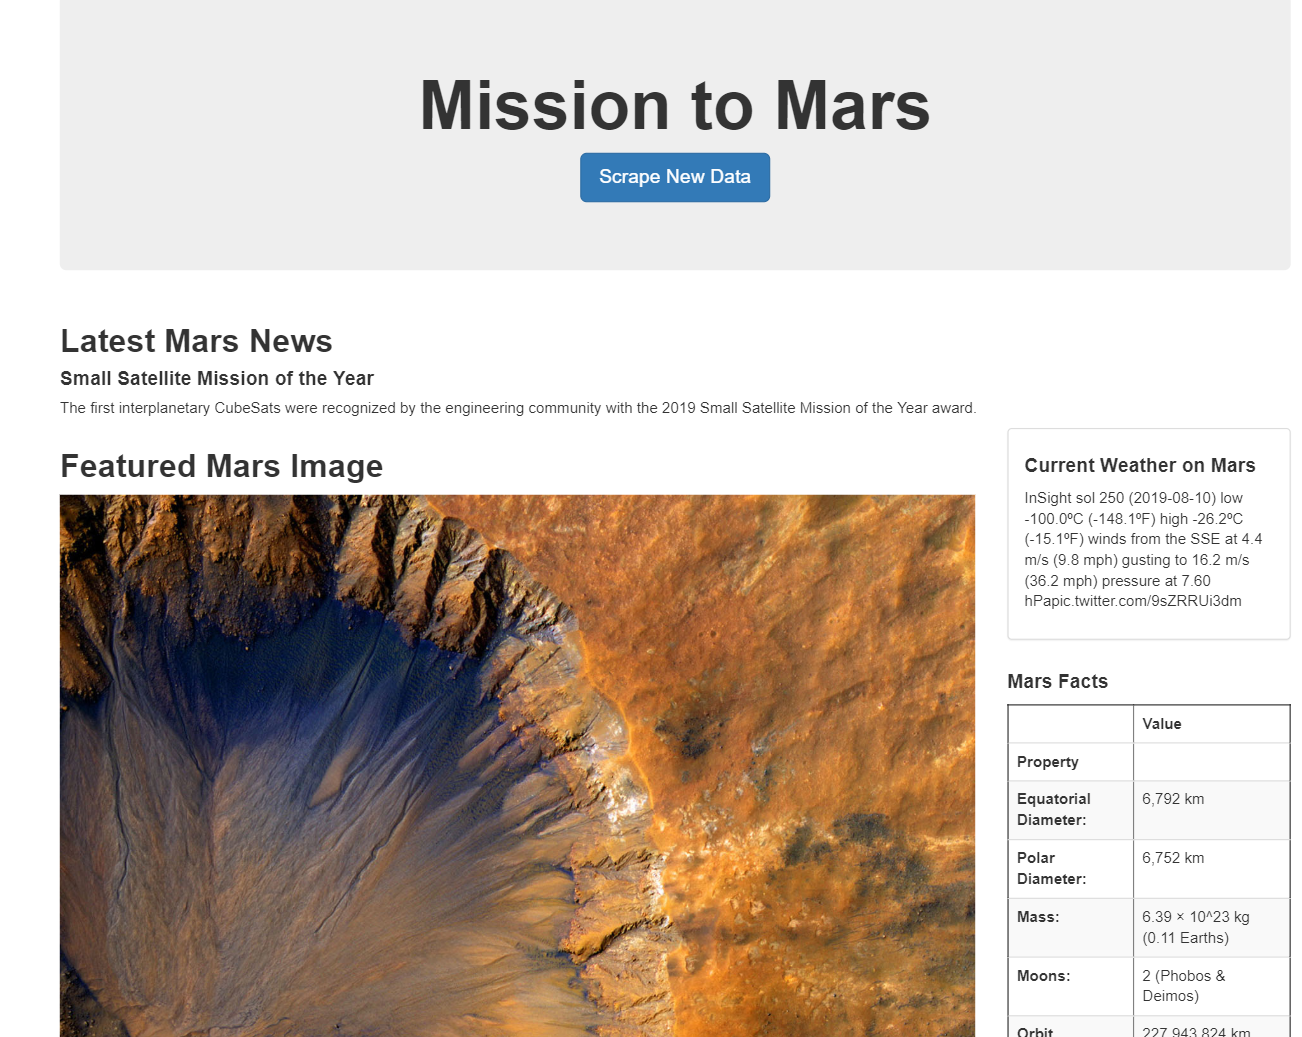 Mission to Mars
Scrape New Data
Latest Mars News
Small Satellite Mission of the Year
The first interplanetary CubeSats were recognized by the engineering community with the 2019 Small Satellite Mission of the Year award.
Featured Mars Image
Current Weather on Mars
InSight sol 250 (2019-08-10) low
-100.0ºC (-148.1ºF) high -26.2ºC
(-15.1ºF) winds from the SSE at 4.4
m/s (9.8 mph) gusting to 16.2 m/s
(36.2 mph) pressure at 7.60
hPapic.twitter.com/9sZRRUi3dm
Mars Facts
Value
Property
Equatorial
Diameter:
6,792 km
Polar
Diameter:
6,752 km
Mass:
6.39 × 10^23 kg
(0.11 Earths)
Moons:
2 (Phobos &
Deimos)
Orbit
227,943,824 km